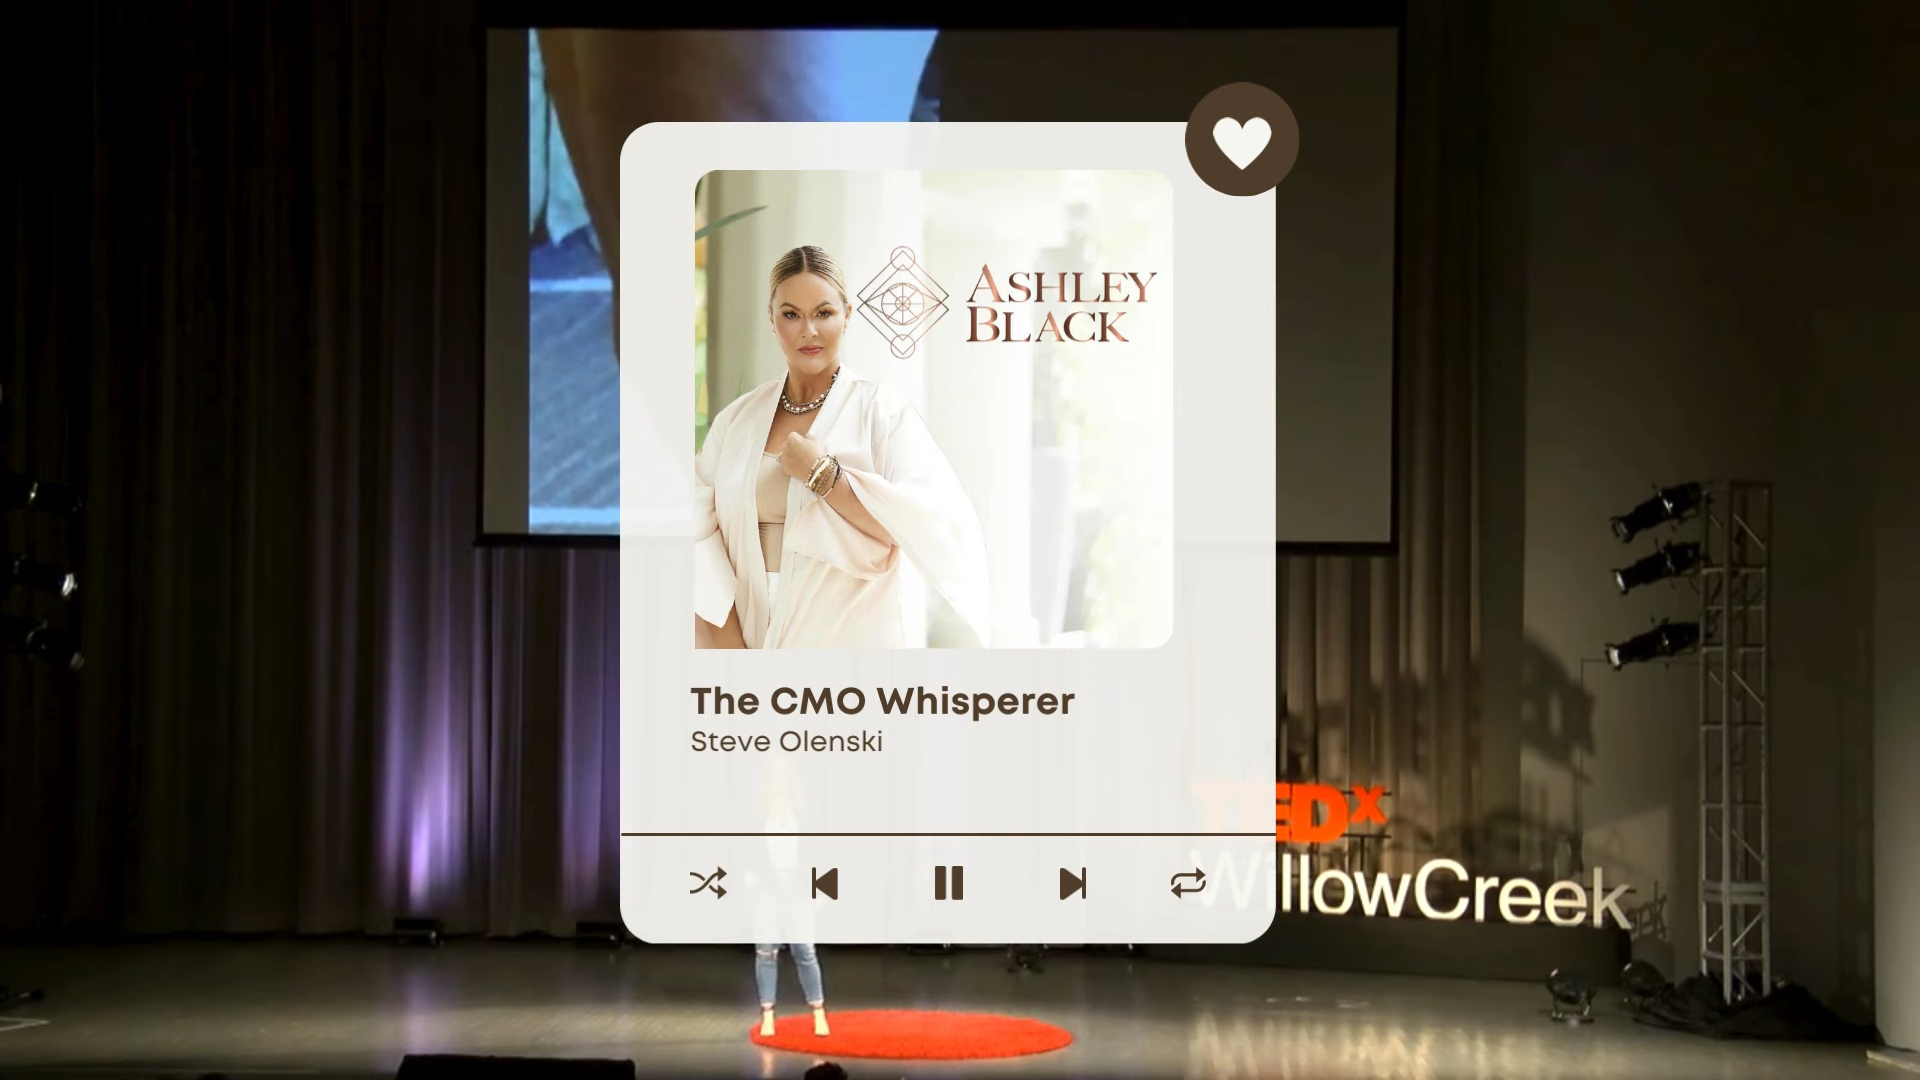 ASHLEY
BLACK
The CMO Whisperer
Steve Olenski
TEDx
WillowCreek